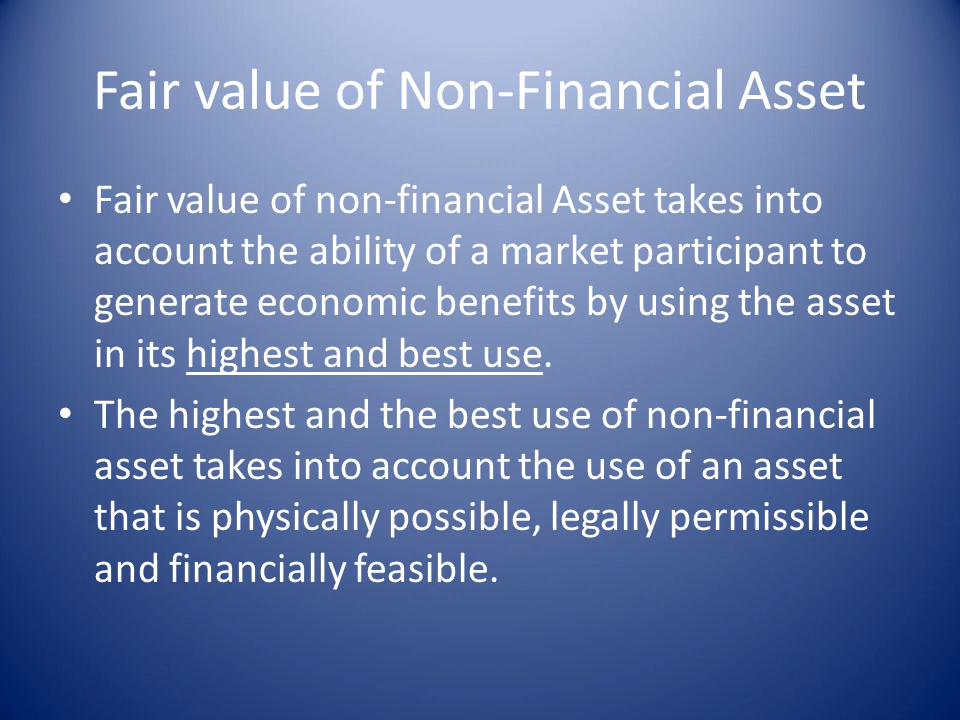 Fair value of Non-Financial Asset
• Fair value of non-financial Asset takes into
account the ability of a market participant to
generate economic benefits by using the asset
in its highest and best use.
• The highest and the best use of non-financial
asset takes into account the use of an asset
that is physically possible, legally permissible
and financially feasible.